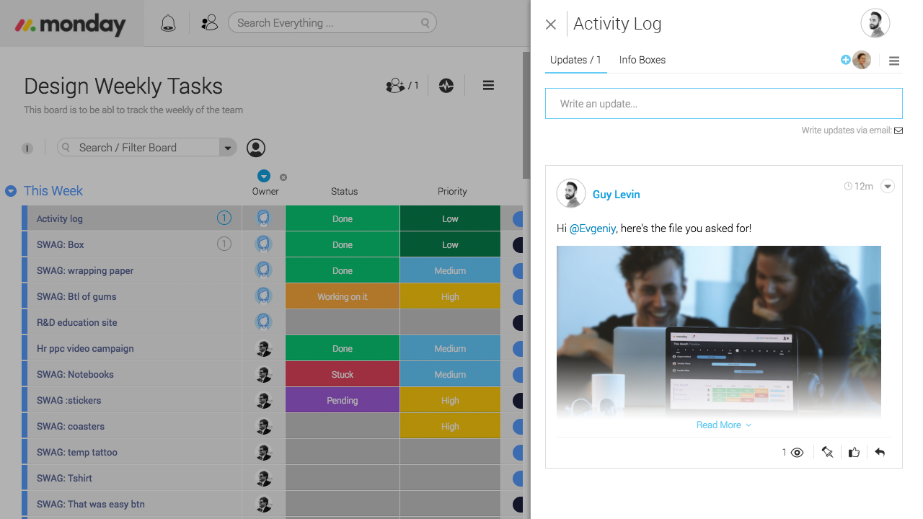 monday
Search Everything ...
Design Weekly Tasks
/ 1
This board is to be abl to track the weekly of the team
Search / Filter Board
This Week
Owner
Status
Priority
Activity log
1
Done
Low
SWAG: Box
1
Done
Low
SWAG: wrapping paper
Done
Medium
SWAG: Btl of gums
Working on it
High
R&D education site
Hr ppc video campaign
Done
Medium
SWAG: Notebooks
Stuck
Medium
SWAG :stickers
Pending
High
SWAG: coasters
High
SWAG: temp tattoo
SWAG: Tshirt
SWAG: That was easy btn
Activity Log
Updates / 1
Info Boxes
Write an update...
Write updates via email:
Guy Levin
12m
Hi @Evgeniy, here's the file you asked for!
Read More
1